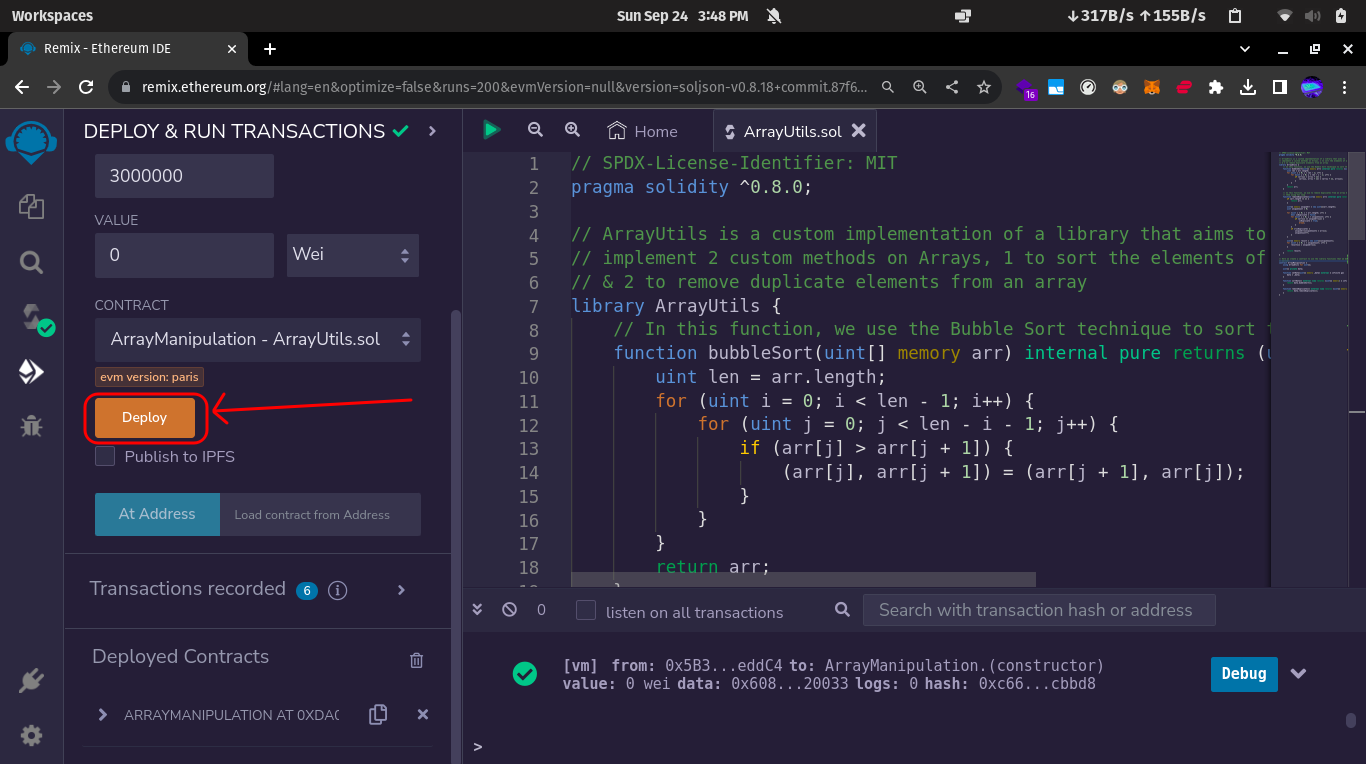 Workspaces
Sun Sep 24 3:48 PM
↓317B/s ↑155B/s
Remix - Ethereum IDE
remix.ethereum.org/#lang=en&optimize=false&runs=200&evmVersion=null&version=soljson-v0.8.18+commit.87f6...
16
DEPLOY & RUN TRANSACTIONS
3000000
VALUE
0
Wei
CONTRACT
ArrayManipulation - ArrayUtils.sol
evm version: paris
Deploy
Publish to IPFS
At Address
Load contract from Address
Transactions recorded 6
Deployed Contracts
ARRAYMANIPULATION AT 0XDA
Home
ArrayUtils.sol
1 // SPDX-License-Identifier: MIT
2 pragma solidity ^0.8.0;
3
4 // ArrayUtils is a custom implementation of a library that aims to
5 // implement 2 custom methods on Arrays, 1 to sort the elements of
6 // & 2 to remove duplicate elements from an array
7 library ArrayUtils {
8 // In this function, we use the Bubble Sort technique to sort
9 function bubbleSort(uint[] memory arr) internal pure returns (
10 uint len = arr.length;
11 for (uint i = 0; i < len - 1; i++) {
12 for (uint j = 0; j < len - i - 1; j++) {
13 if (arr[j] > arr[j + 1]) {
14 (arr[j], arr[j + 1]) = (arr[j + 1], arr[j]);
15 }
16 }
17 }
18 return arr;
0
listen on all transactions
Search with transaction hash or address
[vm] from: 0x5B3...eddC4 to: ArrayManipulation.(constructor)
value: 0 wei data: 0x608...20033 logs: 0 hash: 0xc66...cbbd8
Debug
>